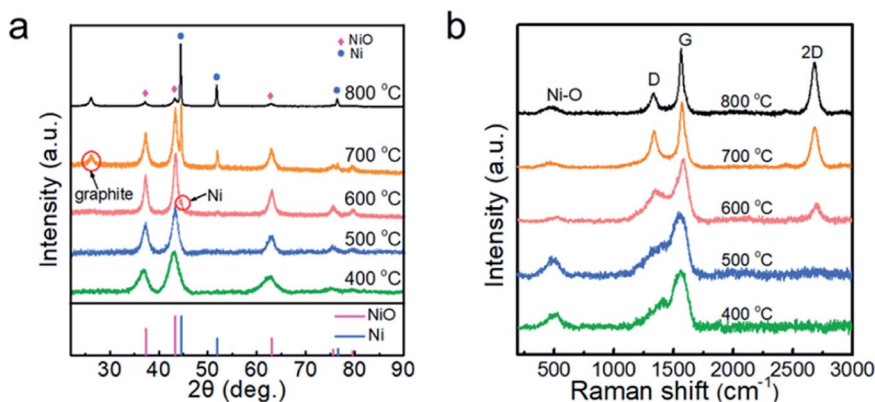 a
♦ NiO
● Ni
800 °C
700 °C
graphite
600 °C
Ni
500 °C
400 °C
NiO
Ni
30 40 50 60 70 80 90
2θ (deg.)
Intensity (a.u.)
b
G
2D
D
Ni-O
800 °C
700 °C
600 °C
500 °C
400 °C
500 1000 1500 2000 2500 3000
Raman shift (cm⁻¹)
Intensity (a.u.)